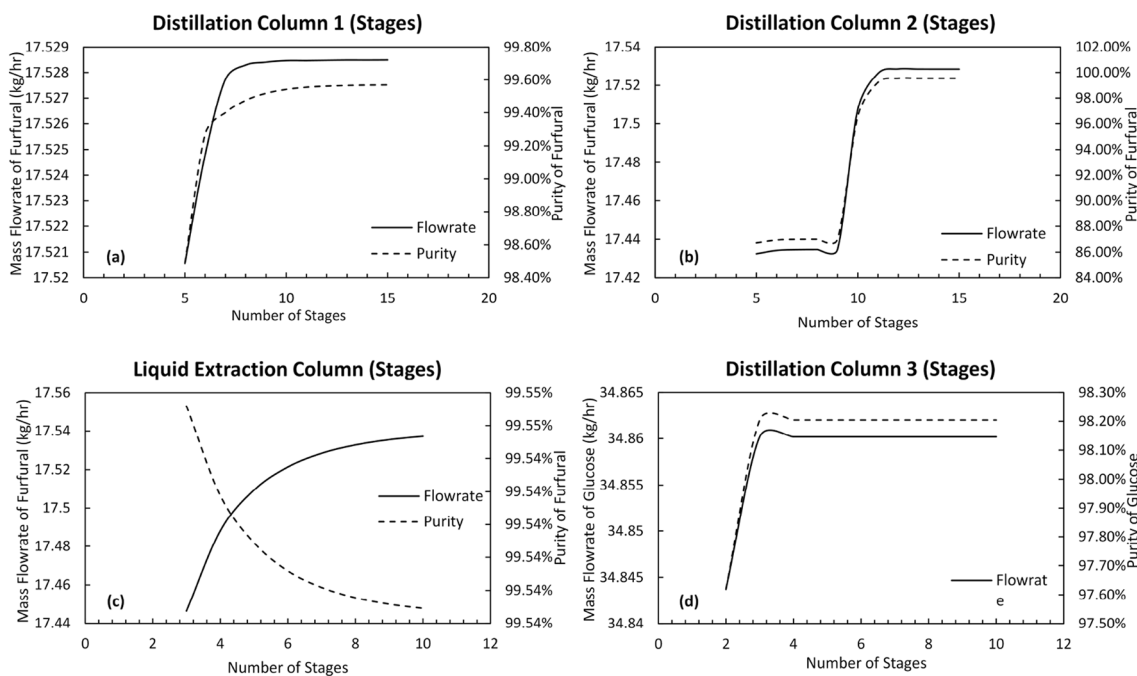 Distillation Column 1 (Stages)
Mass Flowrate of Furfural (kg/hr)
17.529
17.528
17.527
17.526
17.525
17.524
17.523
17.522
17.521
17.52
99.80%
99.60%
99.40%
99.20%
99.00%
98.80%
98.60%
98.40%
Purity of Furfural
Flowrate
Purity
(a)
0 5 10 15 20
Number of Stages
Distillation Column 2 (Stages)
Mass Flowrate of Furfural (kg/hr)
17.54
17.52
17.5
17.48
17.46
17.44
17.42
102.00%
100.00%
98.00%
96.00%
94.00%
92.00%
90.00%
88.00%
86.00%
84.00%
Purity of Furfural
Flowrate
Purity
(b)
0 5 10 15 20
Number of Stages
Liquid Extraction Column (Stages)
Mass Flowrate of Furfural (kg/hr)
17.56
17.54
17.52
17.5
17.48
17.46
17.44
99.55%
99.55%
99.54%
99.54%
99.54%
99.54%
99.54%
99.54%
Purity of Furfural
Flowrate
Purity
(c)
0 2 4 6 8 10 12
Number of Stages
Distillation Column 3 (Stages)
Mass Flowrate of Glucose (kg/hr)
34.865
34.86
34.855
34.85
34.845
34.84
98.30%
98.20%
98.10%
98.00%
97.90%
97.80%
97.70%
97.60%
97.50%
Purity of Glucose
Flowrat
e
(d)
0 2 4 6 8 10 12
Number of Stages